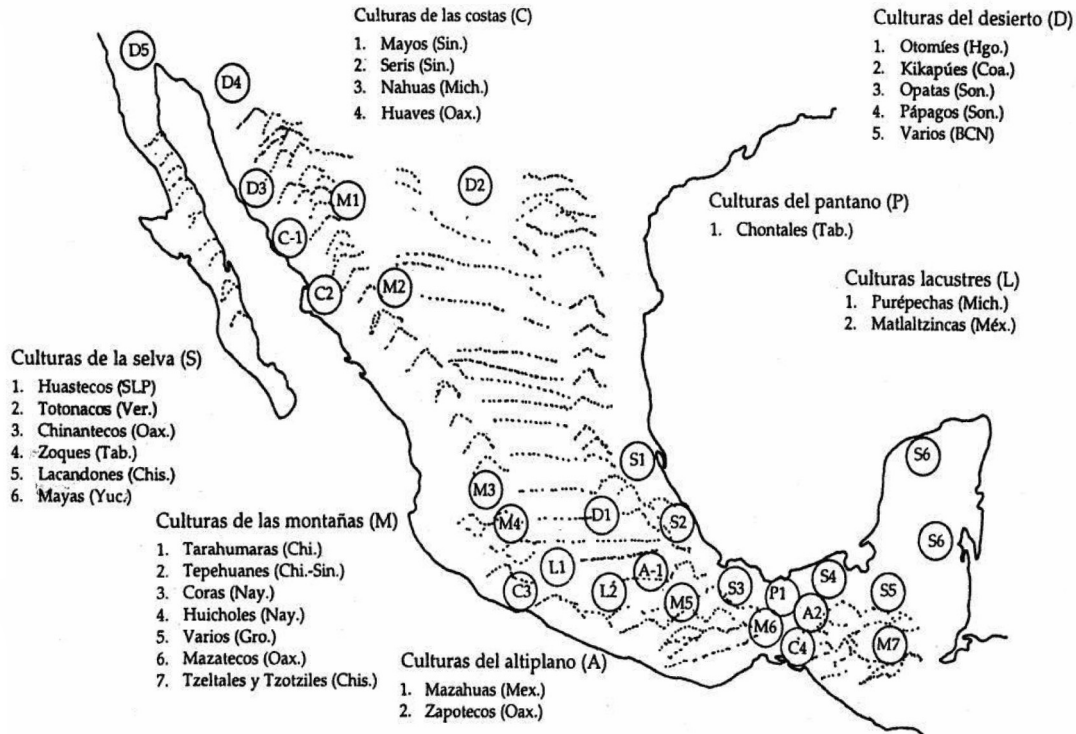 Culturas de las costas (C)
1. Mayos (Sin.)
2. Seris (Sin.)
3. Nahuas (Mich.)
4. Huaves (Oax.)
Culturas del desierto (D)
1. Otomíes (Hgo.)
2. Kikapúes (Coa.)
3. Opatas (Son.)
4. Pápagos (Son.)
5. Varios (BCN)
Culturas del pantano (P)
1. Chontales (Tab.)
Culturas lacustres (L)
1. Purépechas (Mich.)
2. Matlaltzincas (Méx.)
Culturas de la selva (S)
1. Huastecos (SLP)
2. Totonacos (Ver.)
3. Chinantecos (Oax.)
4. Zoques (Tab.)
5. Lacandones (Chis.)
6. Mayas (Yuc.)
Culturas de las montañas (M)
1. Tarahumaras (Chi.)
2. Tepehuanes (Chi.-Sin.)
3. Coras (Nay.)
4. Huicholes (Nay.)
5. Varios (Gro.)
6. Mazatecos (Oax.)
7. Tzeltales y Tzotziles (Chis.)
Culturas del altiplano (A)
1. Mazahuas (Mex.)
2. Zapotecos (Oax.)
D5
D4
D3
M1
D2
C-1
C2
M2
S1
S6
M3
M4
D1
S2
S6
L1
A-1
C3
L2
M5
S3
P1
S4
A2
S5
M6
C4
M7